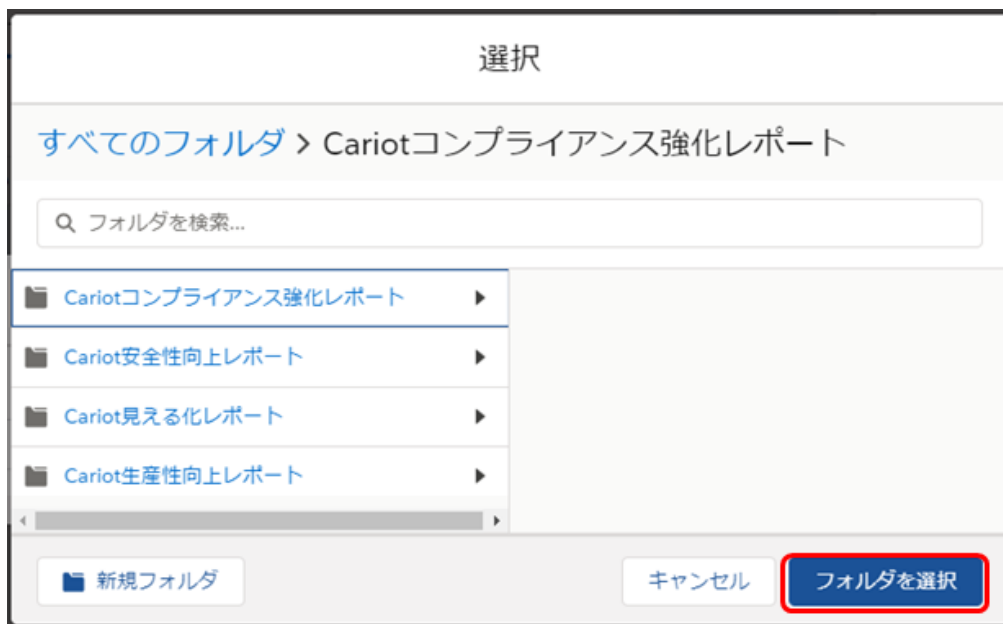 選択
すべてのフォルダ > Cariotコンプライアンス強化レポート
フォルダを検索...
Cariotコンプライアンス強化レポート
Cariot安全性向上レポート
Cariot見える化レポート
Cariot生産性向上レポート
新規フォルダ キャンセル フォルダを選択